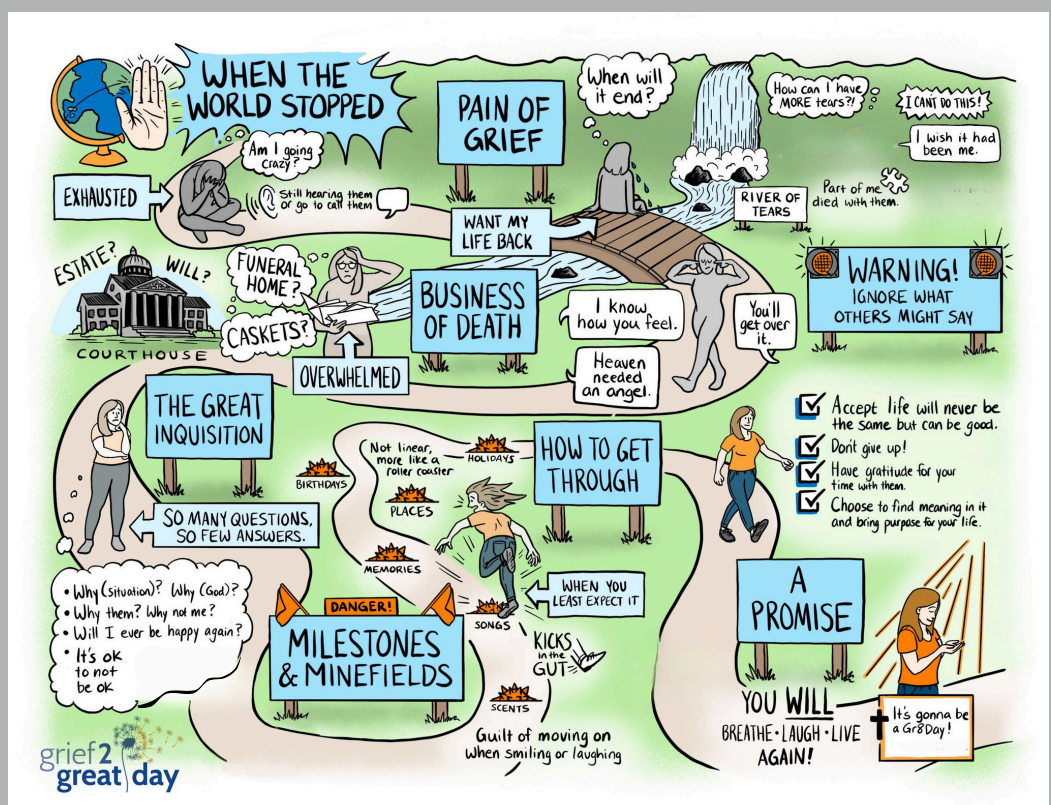 WHEN THE
WORLD STOPPED
Am I going
crazy?
EXHAUSTED
Still hearing them
or go to call them
PAIN OF
GRIEF
When will
it end?
How can I have
MORE tears?!
I CAN'T DO THIS!
I wish it had
been me.
Part of me
died with them.
RIVER OF
TEARS
WANT MY
LIFE BACK
WARNING!
IGNORE WHAT
OTHERS MIGHT SAY
I know
how you feel.
You'll
get over
it.
Heaven
needed
an angel.
BUSINESS
OF DEATH
FUNERAL
HOME?
CASKETS?
OVERWHELMED
ESTATE?
WILL?
COURTHOUSE
THE GREAT
INQUISITION
SO MANY QUESTIONS,
SO FEW ANSWERS.
• Why (situation)? Why (God)?
• Why them? Why not me?
• Will I ever be happy again?
• It's ok
to not
be ok
DANGER!
MILESTONES
& MINEFIELDS
Not linear,
more like a
roller coaster
HOLIDAYS
BIRTHDAYS
PLACES
MEMORIES
SONGS
WHEN YOU
LEAST EXPECT IT
KICKS
in the
GUT
SCENTS
Guilt of moving on
when smiling or laughing
HOW TO GET
THROUGH
Accept life will never be
the same but can be good.
Don't give up!
Have gratitude for your
time with them.
Choose to find meaning in it
and bring purpose for your life.
A
PROMISE
YOU WILL
BREATHE • LAUGH • LIVE
AGAIN!
It's gonna be
a Gr8Day!
grief2
great day